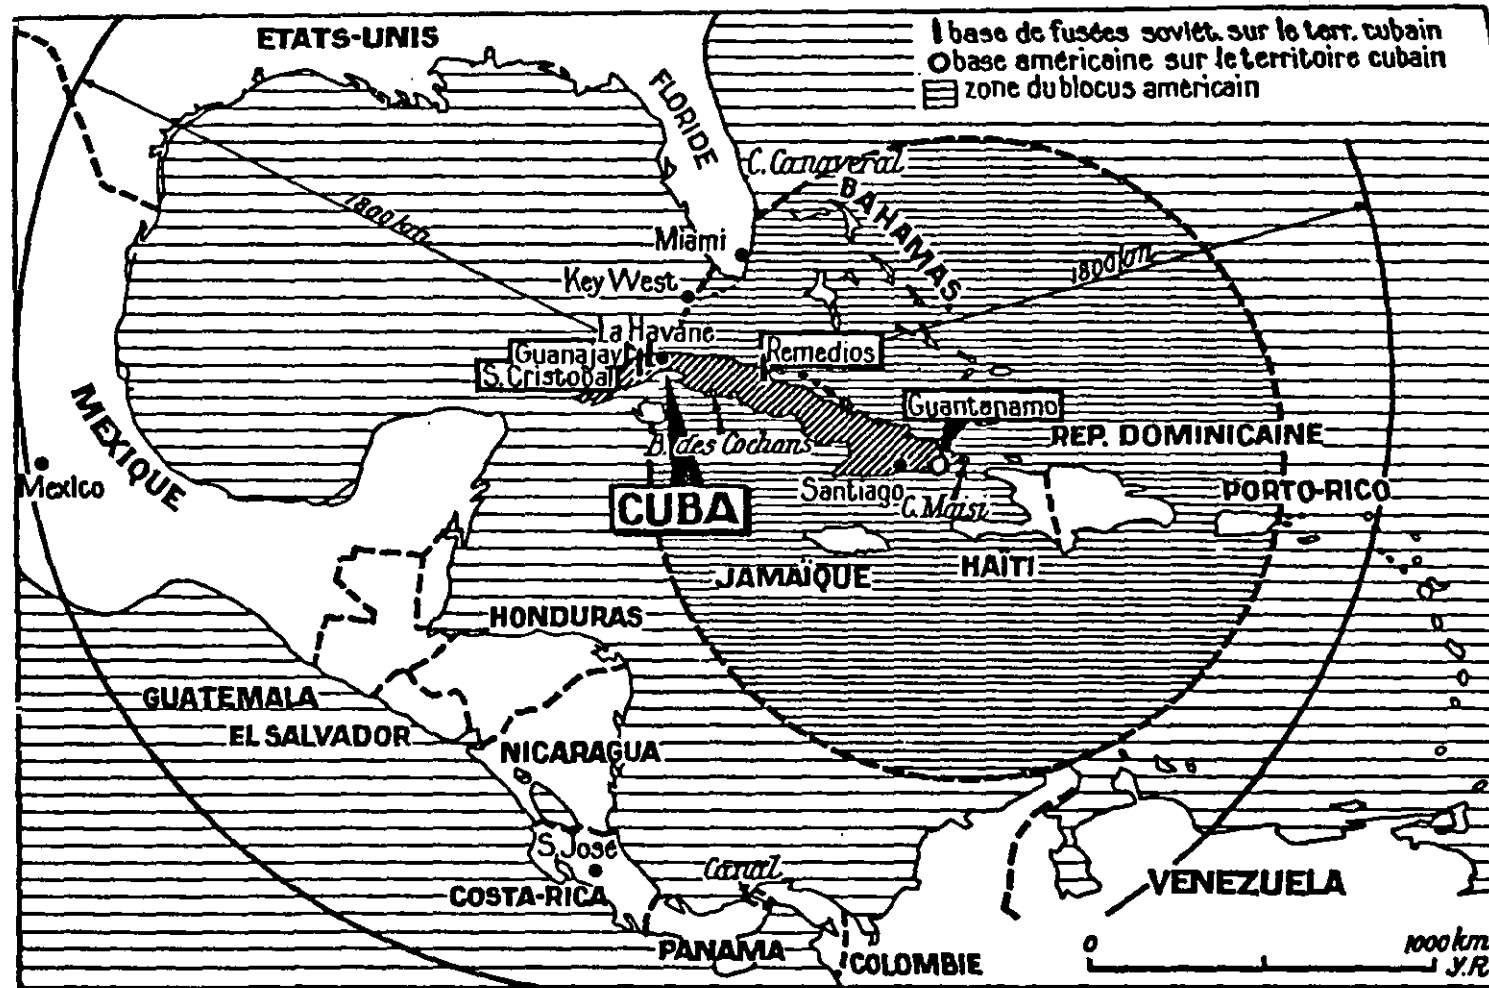 ETATS-UNIS
base de fusées soviét. sur le terr. cubain
base américaine sur le territoire cubain
zone du blocus américain
FLORIDE
C. Canaveral
BAHAMAS
1800 km
Miami
1800 km
Key West
La Havane
Guanajay
Remedios
S. Cristobal
MEXIQUE
Guantanamo
B. des Cochons
REP. DOMINICAINE
Mexico
Santiago
C. Maisi
PORTO-RICO
CUBA
JAMAÏQUE
HAÏTI
HONDURAS
GUATEMALA
EL SALVADOR
NICARAGUA
S. José
Canal
COSTA-RICA
VENEZUELA
PANAMA
COLOMBIE
0
1000 km
Y.R